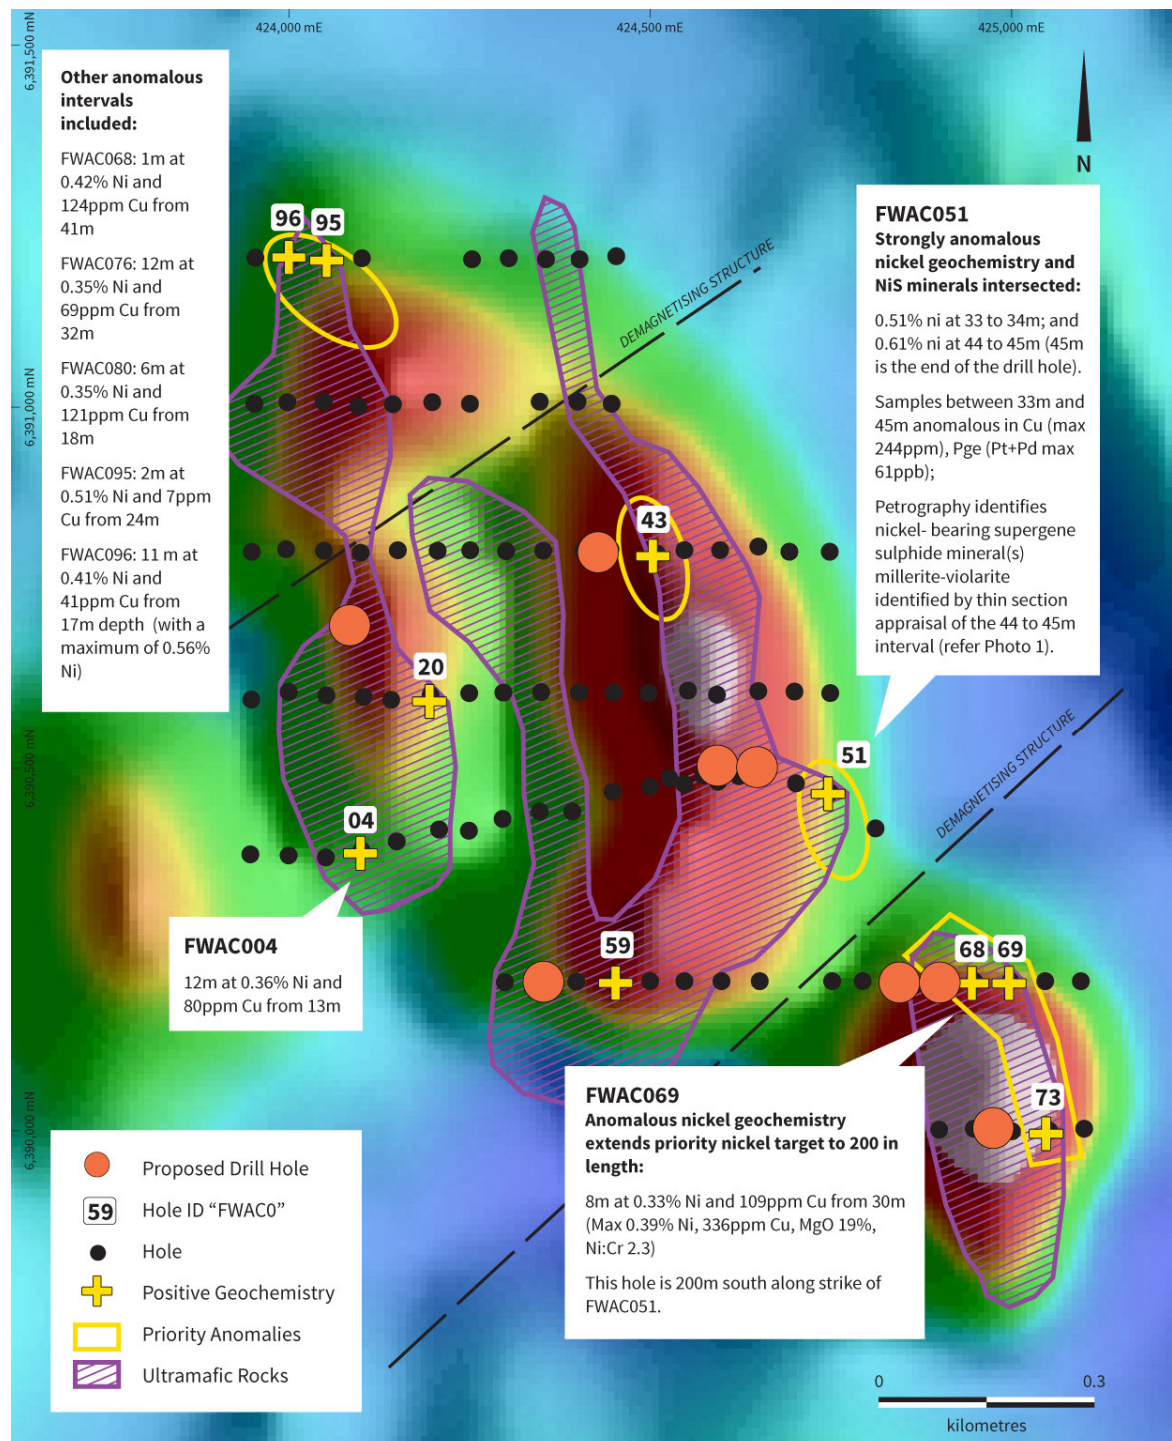 424,000 mE
424,500 mE
425,000 mE
6,391,500 mN
6,391,000 mN
6,390,500 mN
6,390,000 mN
Other anomalous
intervals
included:
FWAC068: 1m at
0.42% Ni and
124ppm Cu from
41m
FWAC076: 12m at
0.35% Ni and
69ppm Cu from
32m
FWAC080: 6m at
0.35% Ni and
121ppm Cu from
18m
FWAC095: 2m at
0.51% Ni and 7ppm
Cu from 24m
FWAC096: 11 m at
0.41% Ni and
41ppm Cu from
17m depth (with a
maximum of 0.56%
Ni)
N
96
95
DEMAGNETISING STRUCTURE
FWAC051
Strongly anomalous
nickel geochemistry and
NiS minerals intersected:
0.51% ni at 33 to 34m; and
0.61% ni at 44 to 45m (45m
is the end of the drill hole).
Samples between 33m and
45m anomalous in Cu (max
244ppm), Pge (Pt+Pd max
61ppb);
Petrography identifies
nickel- bearing supergene
sulphide mineral(s)
millerite-violarite
identified by thin section
appraisal of the 44 to 45m
interval (refer Photo 1).
43
20
51
DEMAGNETISING STRUCTURE
04
FWAC004
12m at 0.36% Ni and
80ppm Cu from 13m
59
68
69
73
FWAC069
Anomalous nickel geochemistry
extends priority nickel target to 200 in
length:
8m at 0.33% Ni and 109ppm Cu from 30m
(Max 0.39% Ni, 336ppm Cu, MgO 19%,
Ni:Cr 2.3)
This hole is 200m south along strike of
FWAC051.
Proposed Drill Hole
59 Hole ID “FWAC0”
Hole
Positive Geochemistry
Priority Anomalies
Ultramafic Rocks
0 0.3
kilometres